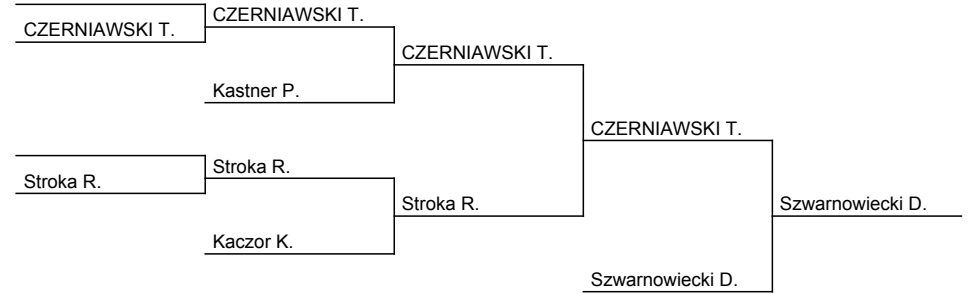 CZERNIAWSKI T.
CZERNIAWSKI T.
CZERNIAWSKI T.
Kastner P.
CZERNIAWSKI T.
Stroka R.
Stroka R.
Stroka R.
Szwarnowiecki D.
Kaczor K.
Szwarnowiecki D.